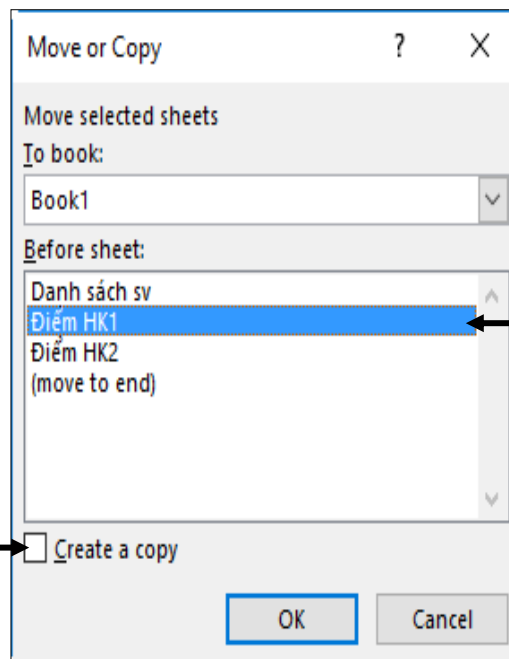 Move or Copy ? X
Move selected sheets
To book:
Book1
Before sheet:
Danh sách sv
Điểm HK1
Điểm HK2
(move to end)
Create a copy
OK Cancel